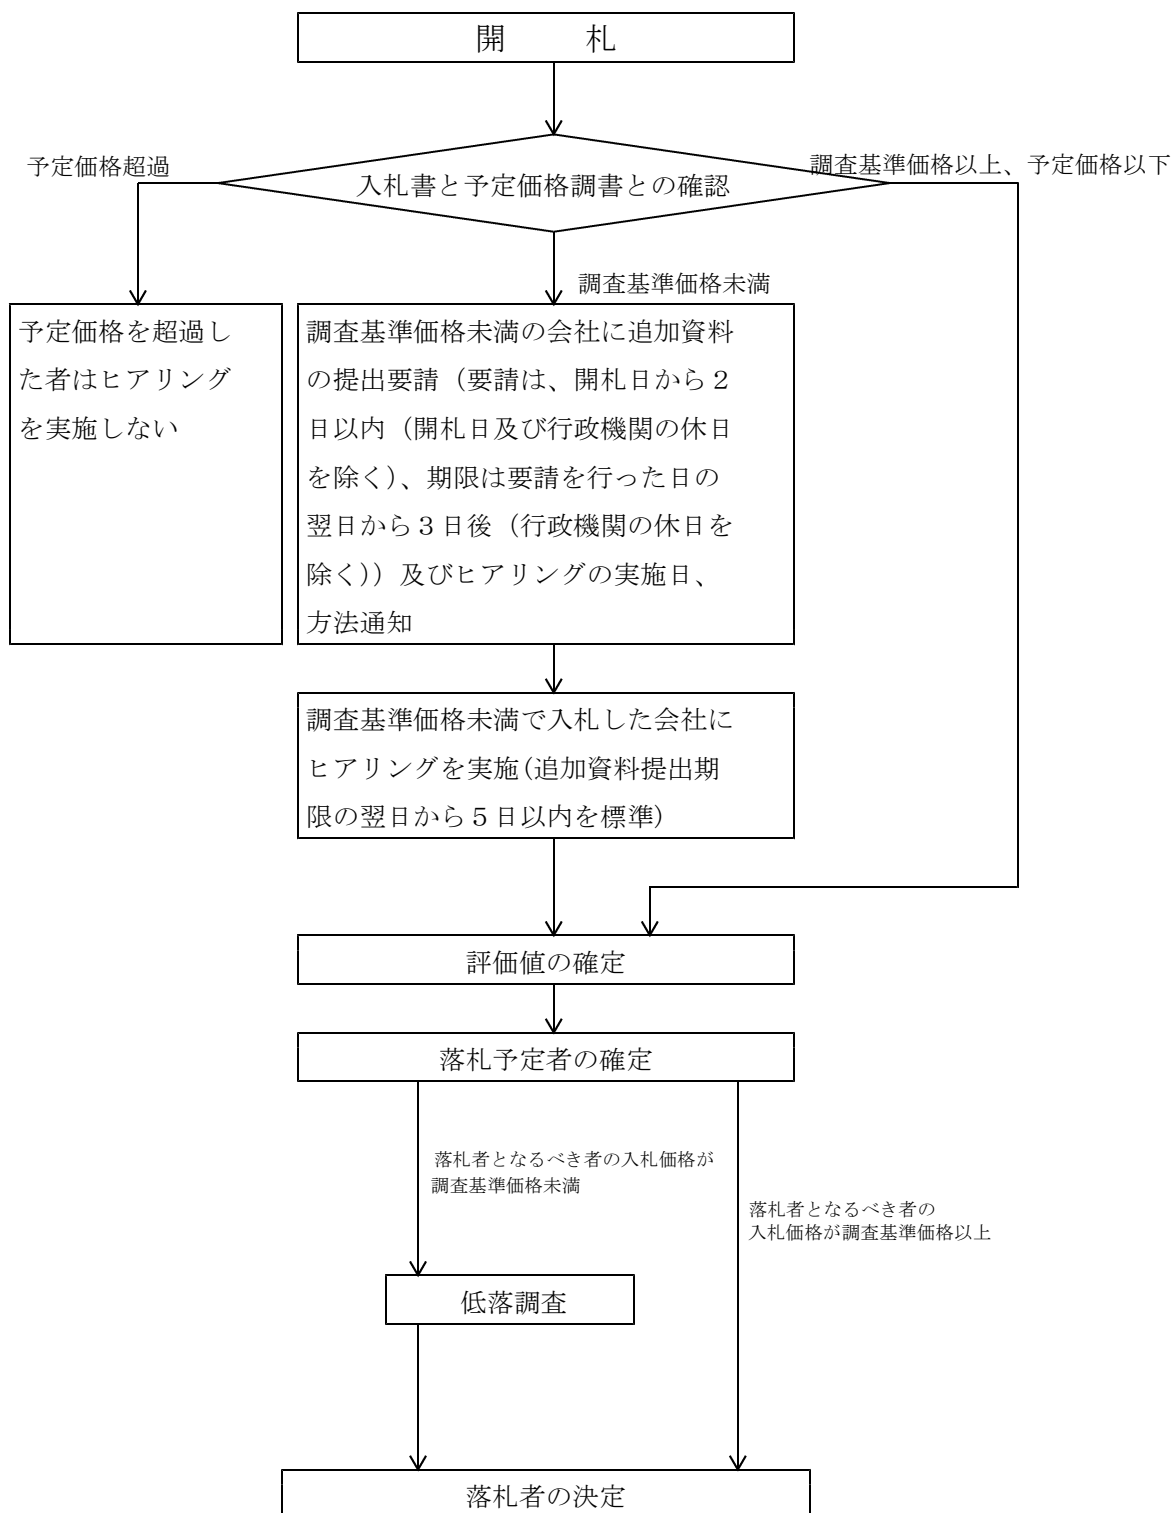 開　　　札
予定価格超過
調査基準価格以上、予定価格以下
入札書と予定価格調書との確認
調査基準価格未満
予定価格を超過し
た者はヒアリング
を実施しない
調査基準価格未満の会社に追加資料
の提出要請（要請は、開札日から２
日以内（開札日及び行政機関の休日
を除く）、期限は要請を行った日の
翌日から３日後（行政機関の休日を
除く））及びヒアリングの実施日、
方法通知
調査基準価格未満で入札した会社に
ヒアリングを実施(追加資料提出期
限の翌日から５日以内を標準)
評価値の確定
落札予定者の確定
落札者となるべき者の入札価格が
調査基準価格未満
落札者となるべき者の
入札価格が調査基準価格以上
低落調査
落札者の決定